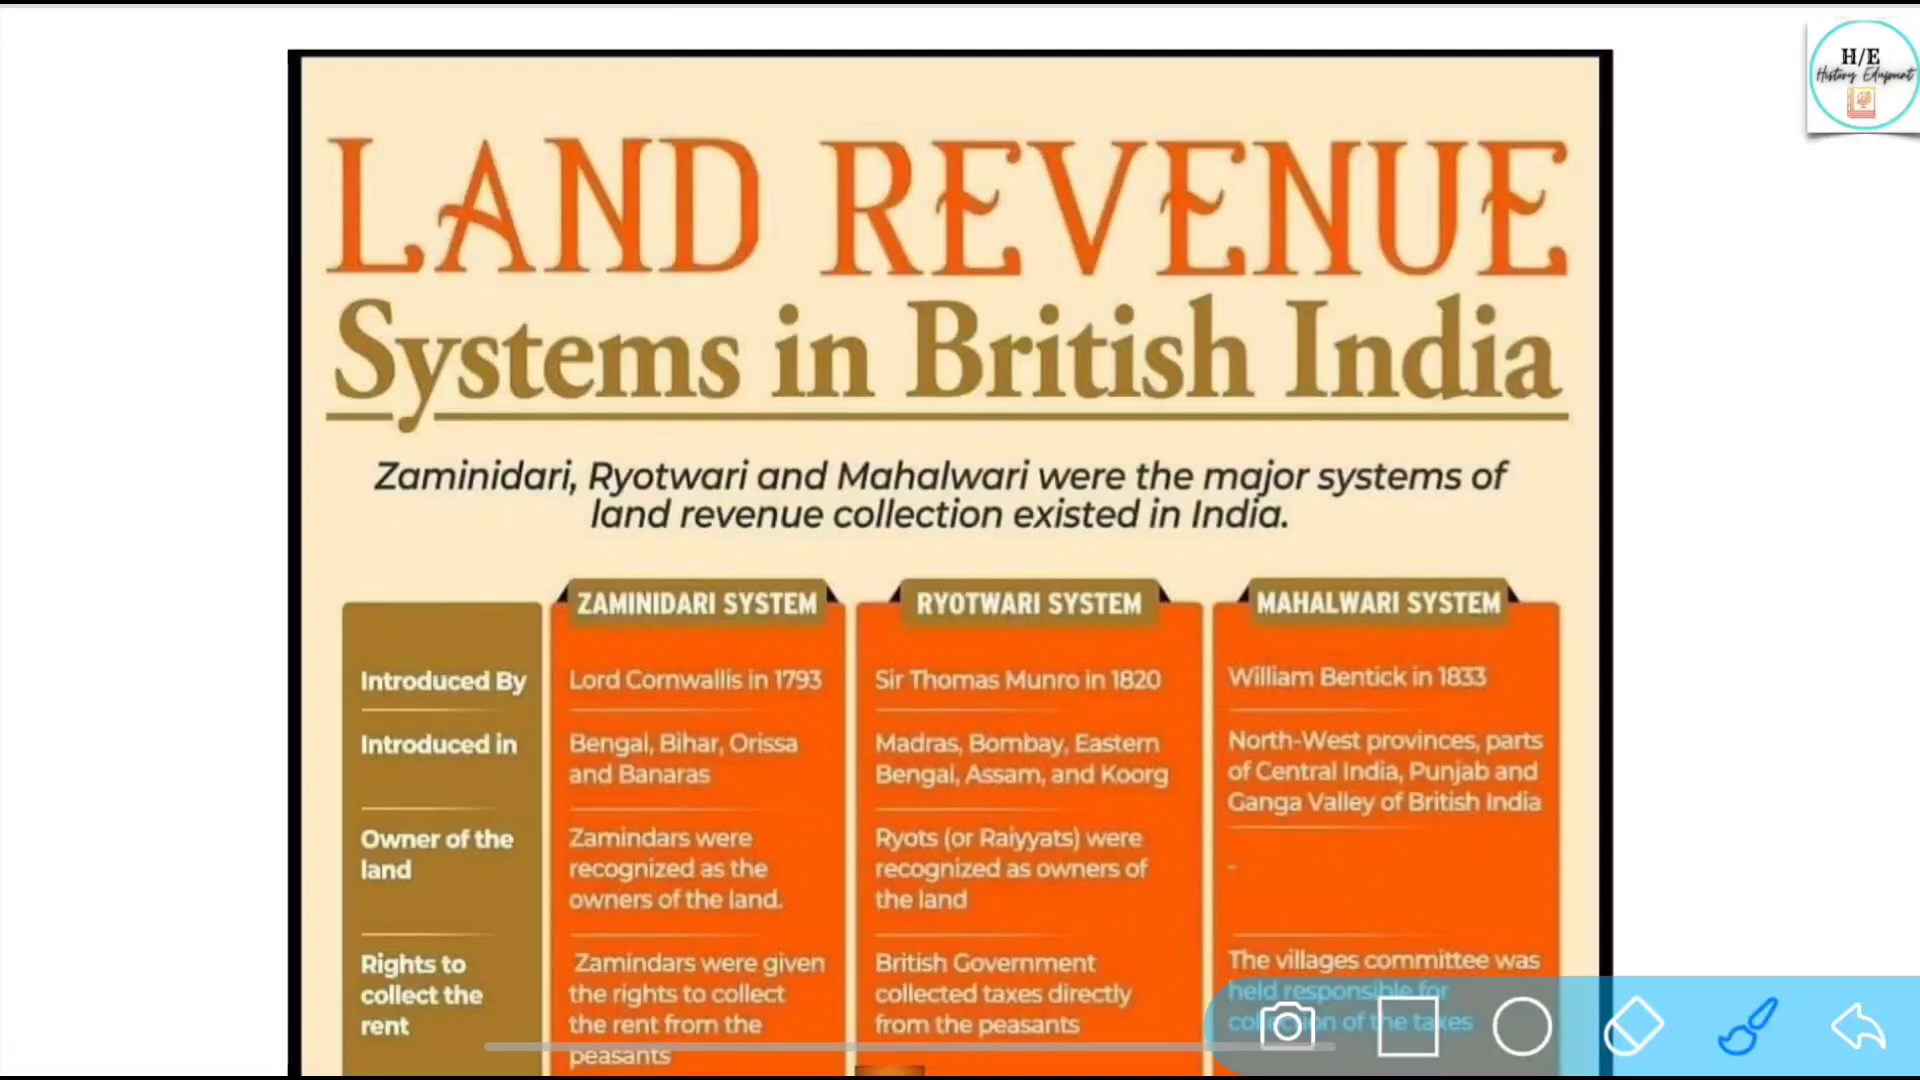 H/E
History Edupoint
LAND REVENUE
Systems in British India
Zaminidari, Ryotwari and Mahalwari were the major systems of
land revenue collection existed in India.
ZAMINIDARI SYSTEM
RYOTWARI SYSTEM
MAHALWARI SYSTEM
Introduced By
Lord Cornwallis in 1793
Sir Thomas Munro in 1820
William Bentick in 1833
Introduced in
Bengal, Bihar, Orissa
and Banaras
Madras, Bombay, Eastern
Bengal, Assam, and Koorg
North-West provinces, parts
of Central India, Punjab and
Ganga Valley of British India
Owner of the
land
Zamindars were
recognized as the
owners of the land.
Ryots (or Raiyyats) were
recognized as owners of
the land
-
Rights to
collect the
rent
Zamindars were given
the rights to collect
the rent from the
peasants
British Government
collected taxes directly
from the peasants
The villages committee was
held responsible for
collection of the taxes